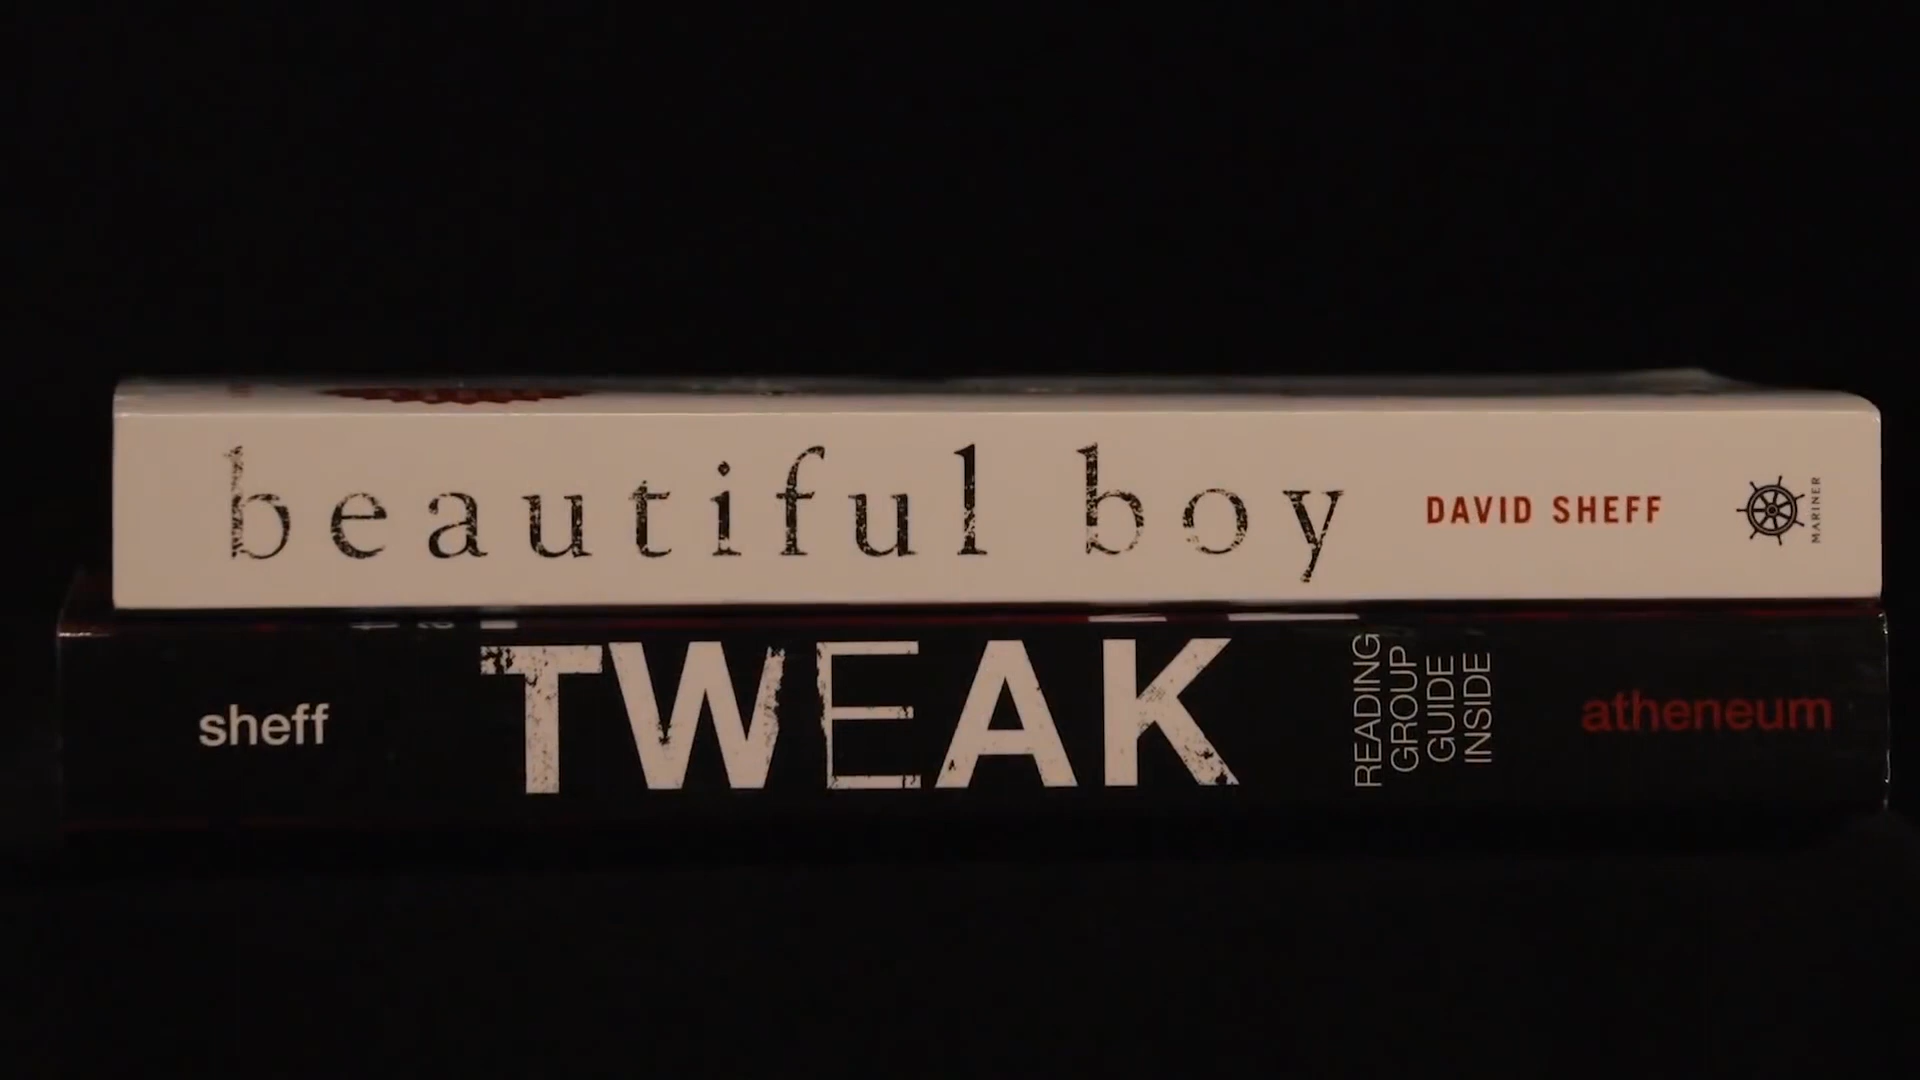 beautiful boy DAVID SHEFF MARINER
sheff TWEAK
READING
GROUP
GUIDE
INSIDE
atheneum